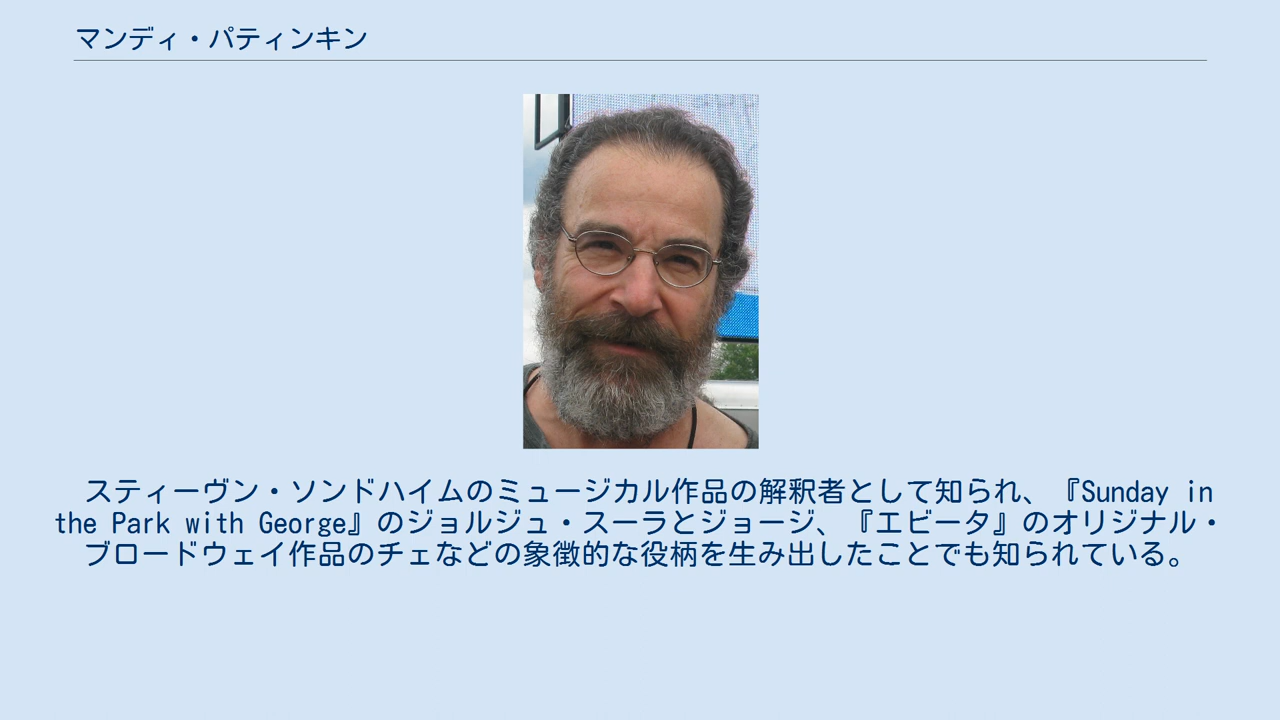 マンディ・パティンキン
スティーヴン・ソンドハイムのミュージカル作品の解釈者として知られ、『Sunday in
the Park with George』のジョルジュ・スーラとジョージ、『エビータ』のオリジナル・
ブロードウェイ作品のチェなどの象徴的な役柄を生み出したことでも知られている。